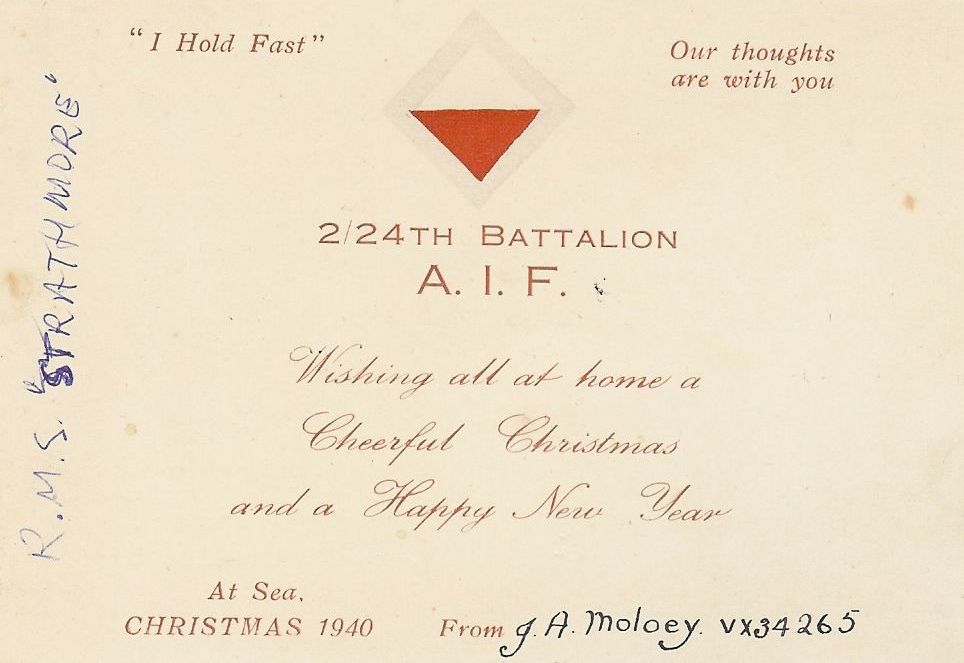 "I Hold Fast"
Our thoughts
are with you
2/24TH BATTALION
A. I. F.
Wishing all at home a
Cheerful Christmas
and a Happy New Year
At Sea,
CHRISTMAS 1940
From J. A. Moloey. VX34265
R.M.S. "STRATHMORE"